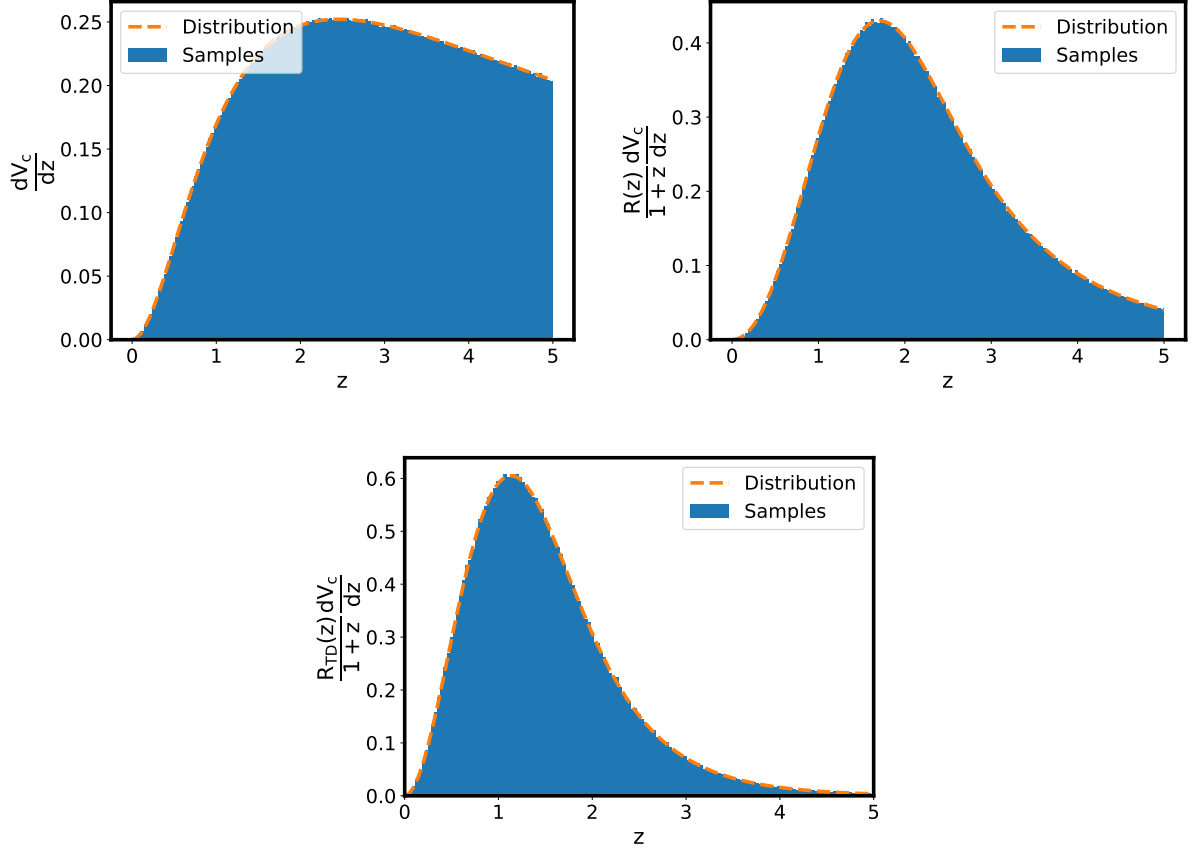 Distribution
Samples
0.25
0.20
0.15
0.10
0.05
0.00
dV_c
dz
0 1 2 3 4 5
z
Distribution
Samples
0.4
0.3
0.2
0.1
0.0
R(z) dV_c
1 + z dz
0 1 2 3 4 5
z
Distribution
Samples
0.6
0.5
0.4
0.3
0.2
0.1
0.0
R_TD(z) dV_c
1 + z dz
0 1 2 3 4 5
z